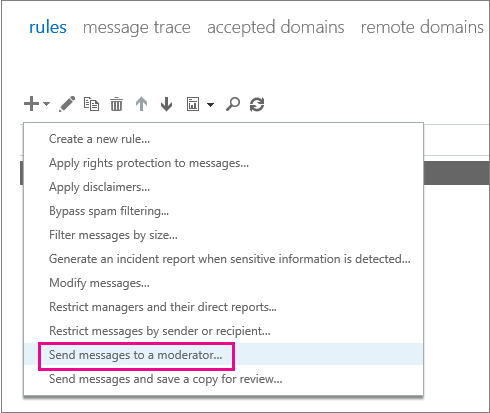 rules message trace accepted domains remote domains
Create a new rule...
Apply rights protection to messages...
Apply disclaimers...
Bypass spam filtering...
Filter messages by size...
Generate an incident report when sensitive information is detected...
Modify messages...
Restrict managers and their direct reports...
Restrict messages by sender or recipient...
Send messages to a moderator...
Send messages and save a copy for review...